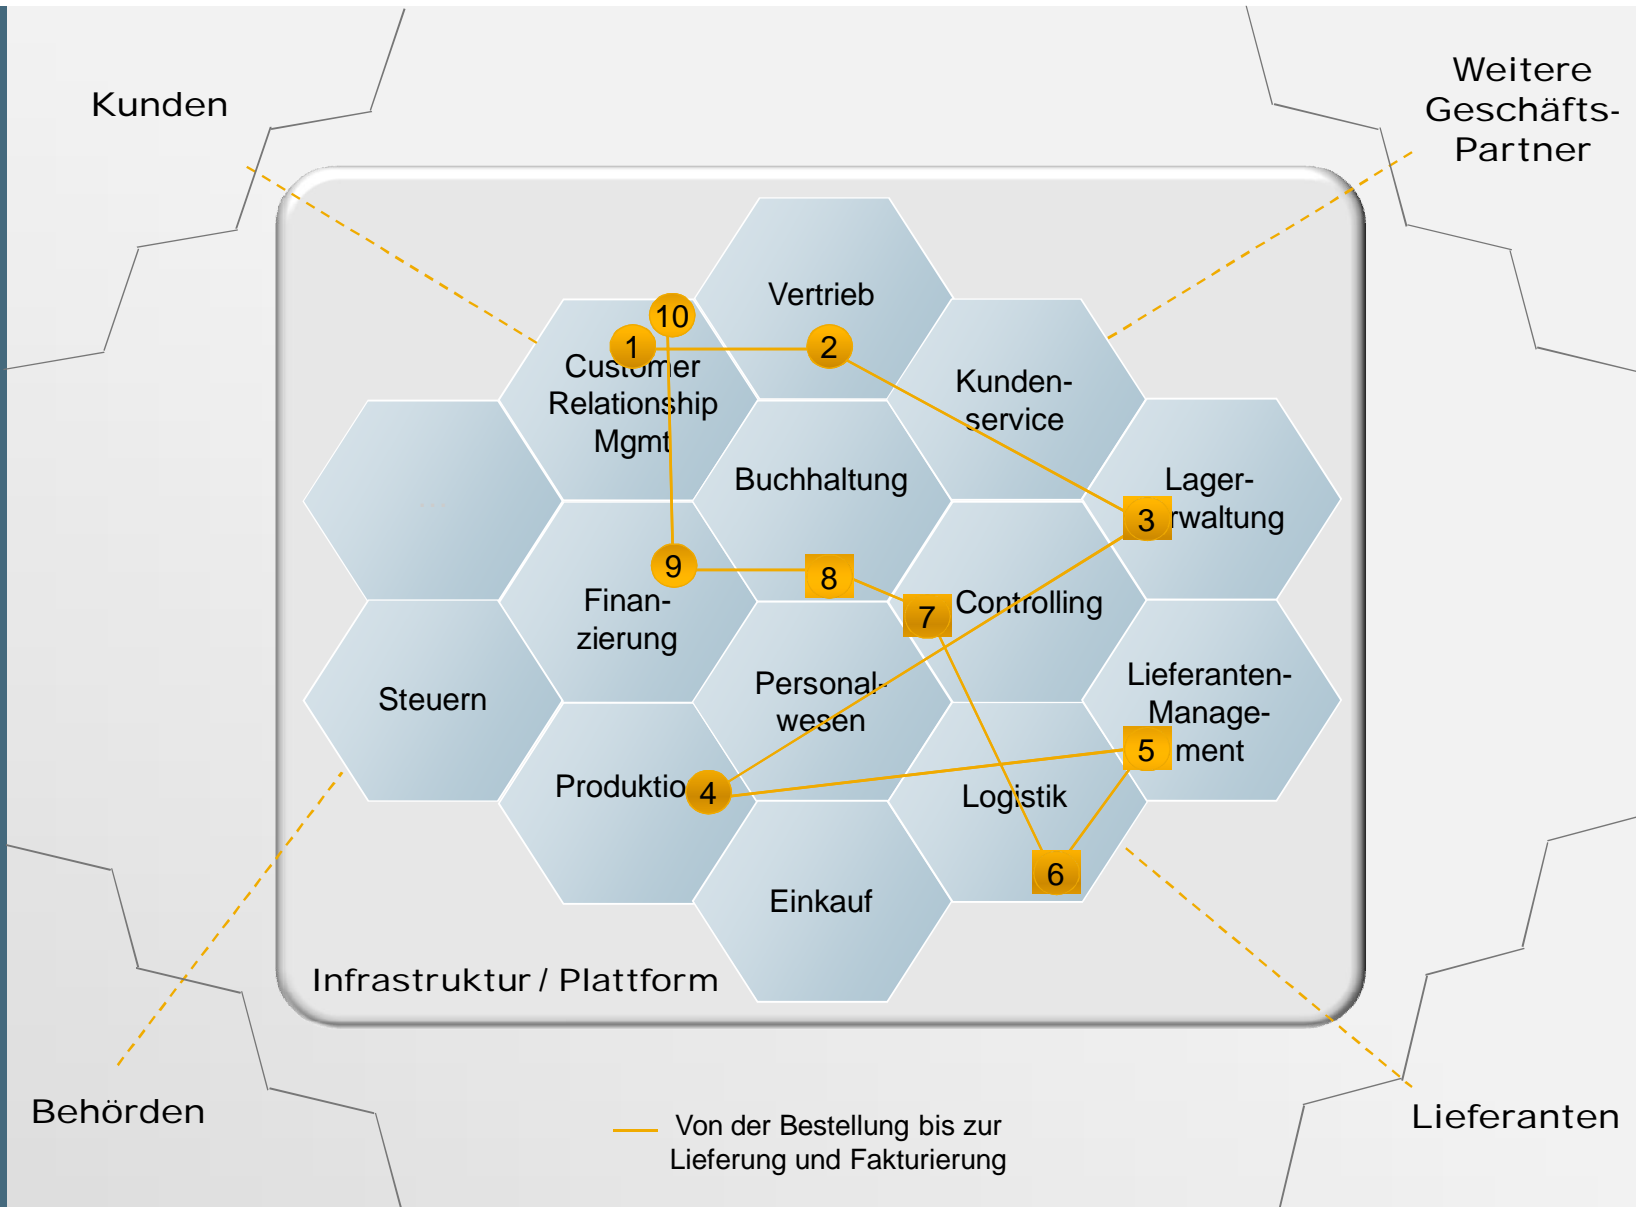 Kunden
Weitere
Geschäfts-
Partner
Vertrieb
10
1
2
Customer
Relationship
Mgmt
Kunden-
service
Buchhaltung
Lager-
3 rwaltung
9
8
Finan-
zierung
7 Controlling
Steuern
Personal-
wesen
Lieferanten-
Manage-
5 ment
Produktio 4
Logistik
6
Einkauf
Infrastruktur / Plattform
Behörden
Lieferanten
Von der Bestellung bis zur
Lieferung und Fakturierung